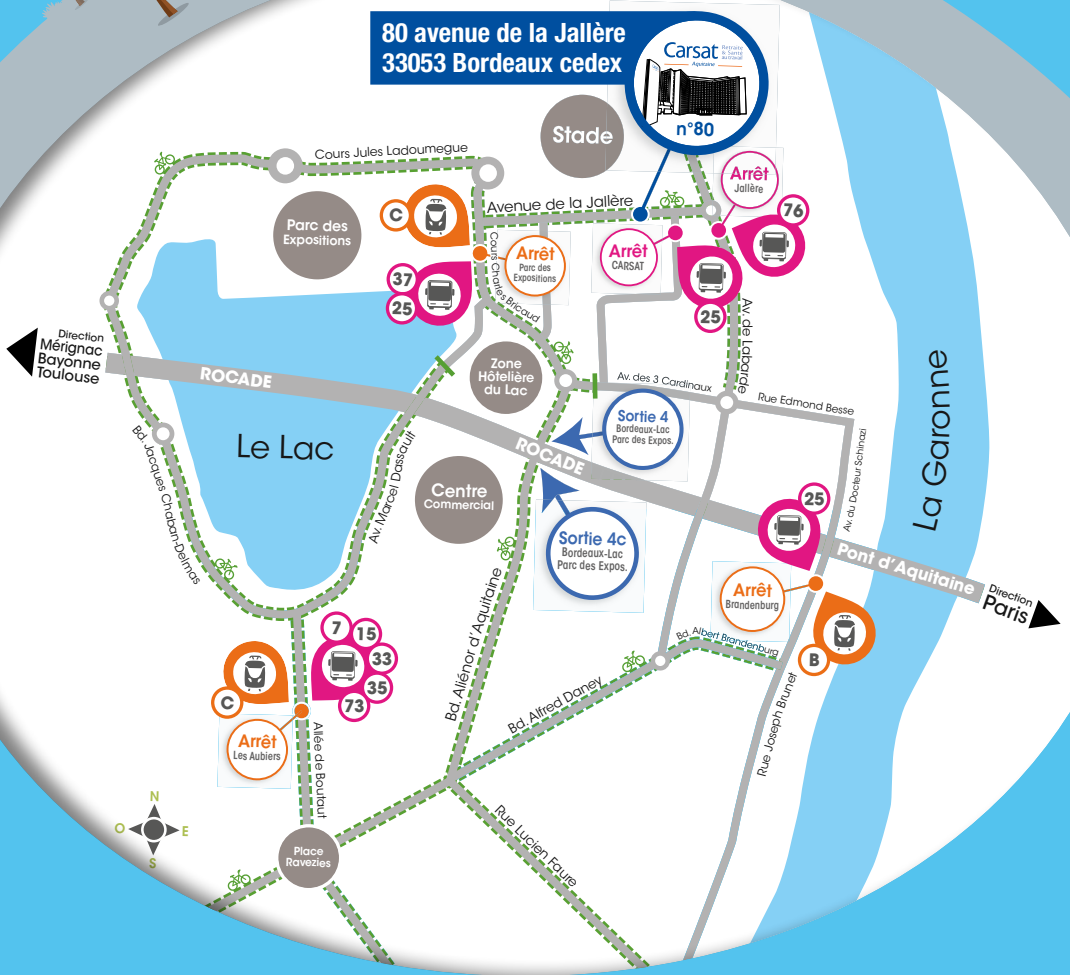 80 avenue de la Jallère
33053 Bordeaux cedex
Carsat
Retraite
& Santé
au travail
Aquitaine
n°80
Stade
Cours Jules Ladoumegue
Arrêt
Jallère
76
Avenue de la Jallère
C
Parc des
Expositions
Arrêt
Parc des
Expositions
Arrêt
CARSAT
Cours Charles Bricaud
37
25
25
Av. de Labarde
Direction
Mérignac
Bayonne
Toulouse
ROCADE
Zone
Hôtelière
du Lac
Av. des 3 Cardinaux
Rue Edmond Besse
Sortie 4
Bordeaux-Lac
Parc des Expos.
Le Lac
ROCADE
Bd. Jacques Chaban-Delmas
Av. Marcel Dassault
Centre
Commercial
Av. du Docteur Schinazi
La Garonne
25
Sortie 4c
Bordeaux-Lac
Parc des Expos.
Pont d'Aquitaine
Direction
Paris
Arrêt
Brandenburg
B
Bd. Aliénor d'Aquitaine
7
15
33
35
73
C
Arrêt
Les Aubiers
Bd. Albert Brandenburg
Bd. Alfred Daney
Rue Joseph Brunet
Allée de Boutaut
N
O
E
S
Place
Ravezies
Rue Lucien Faure